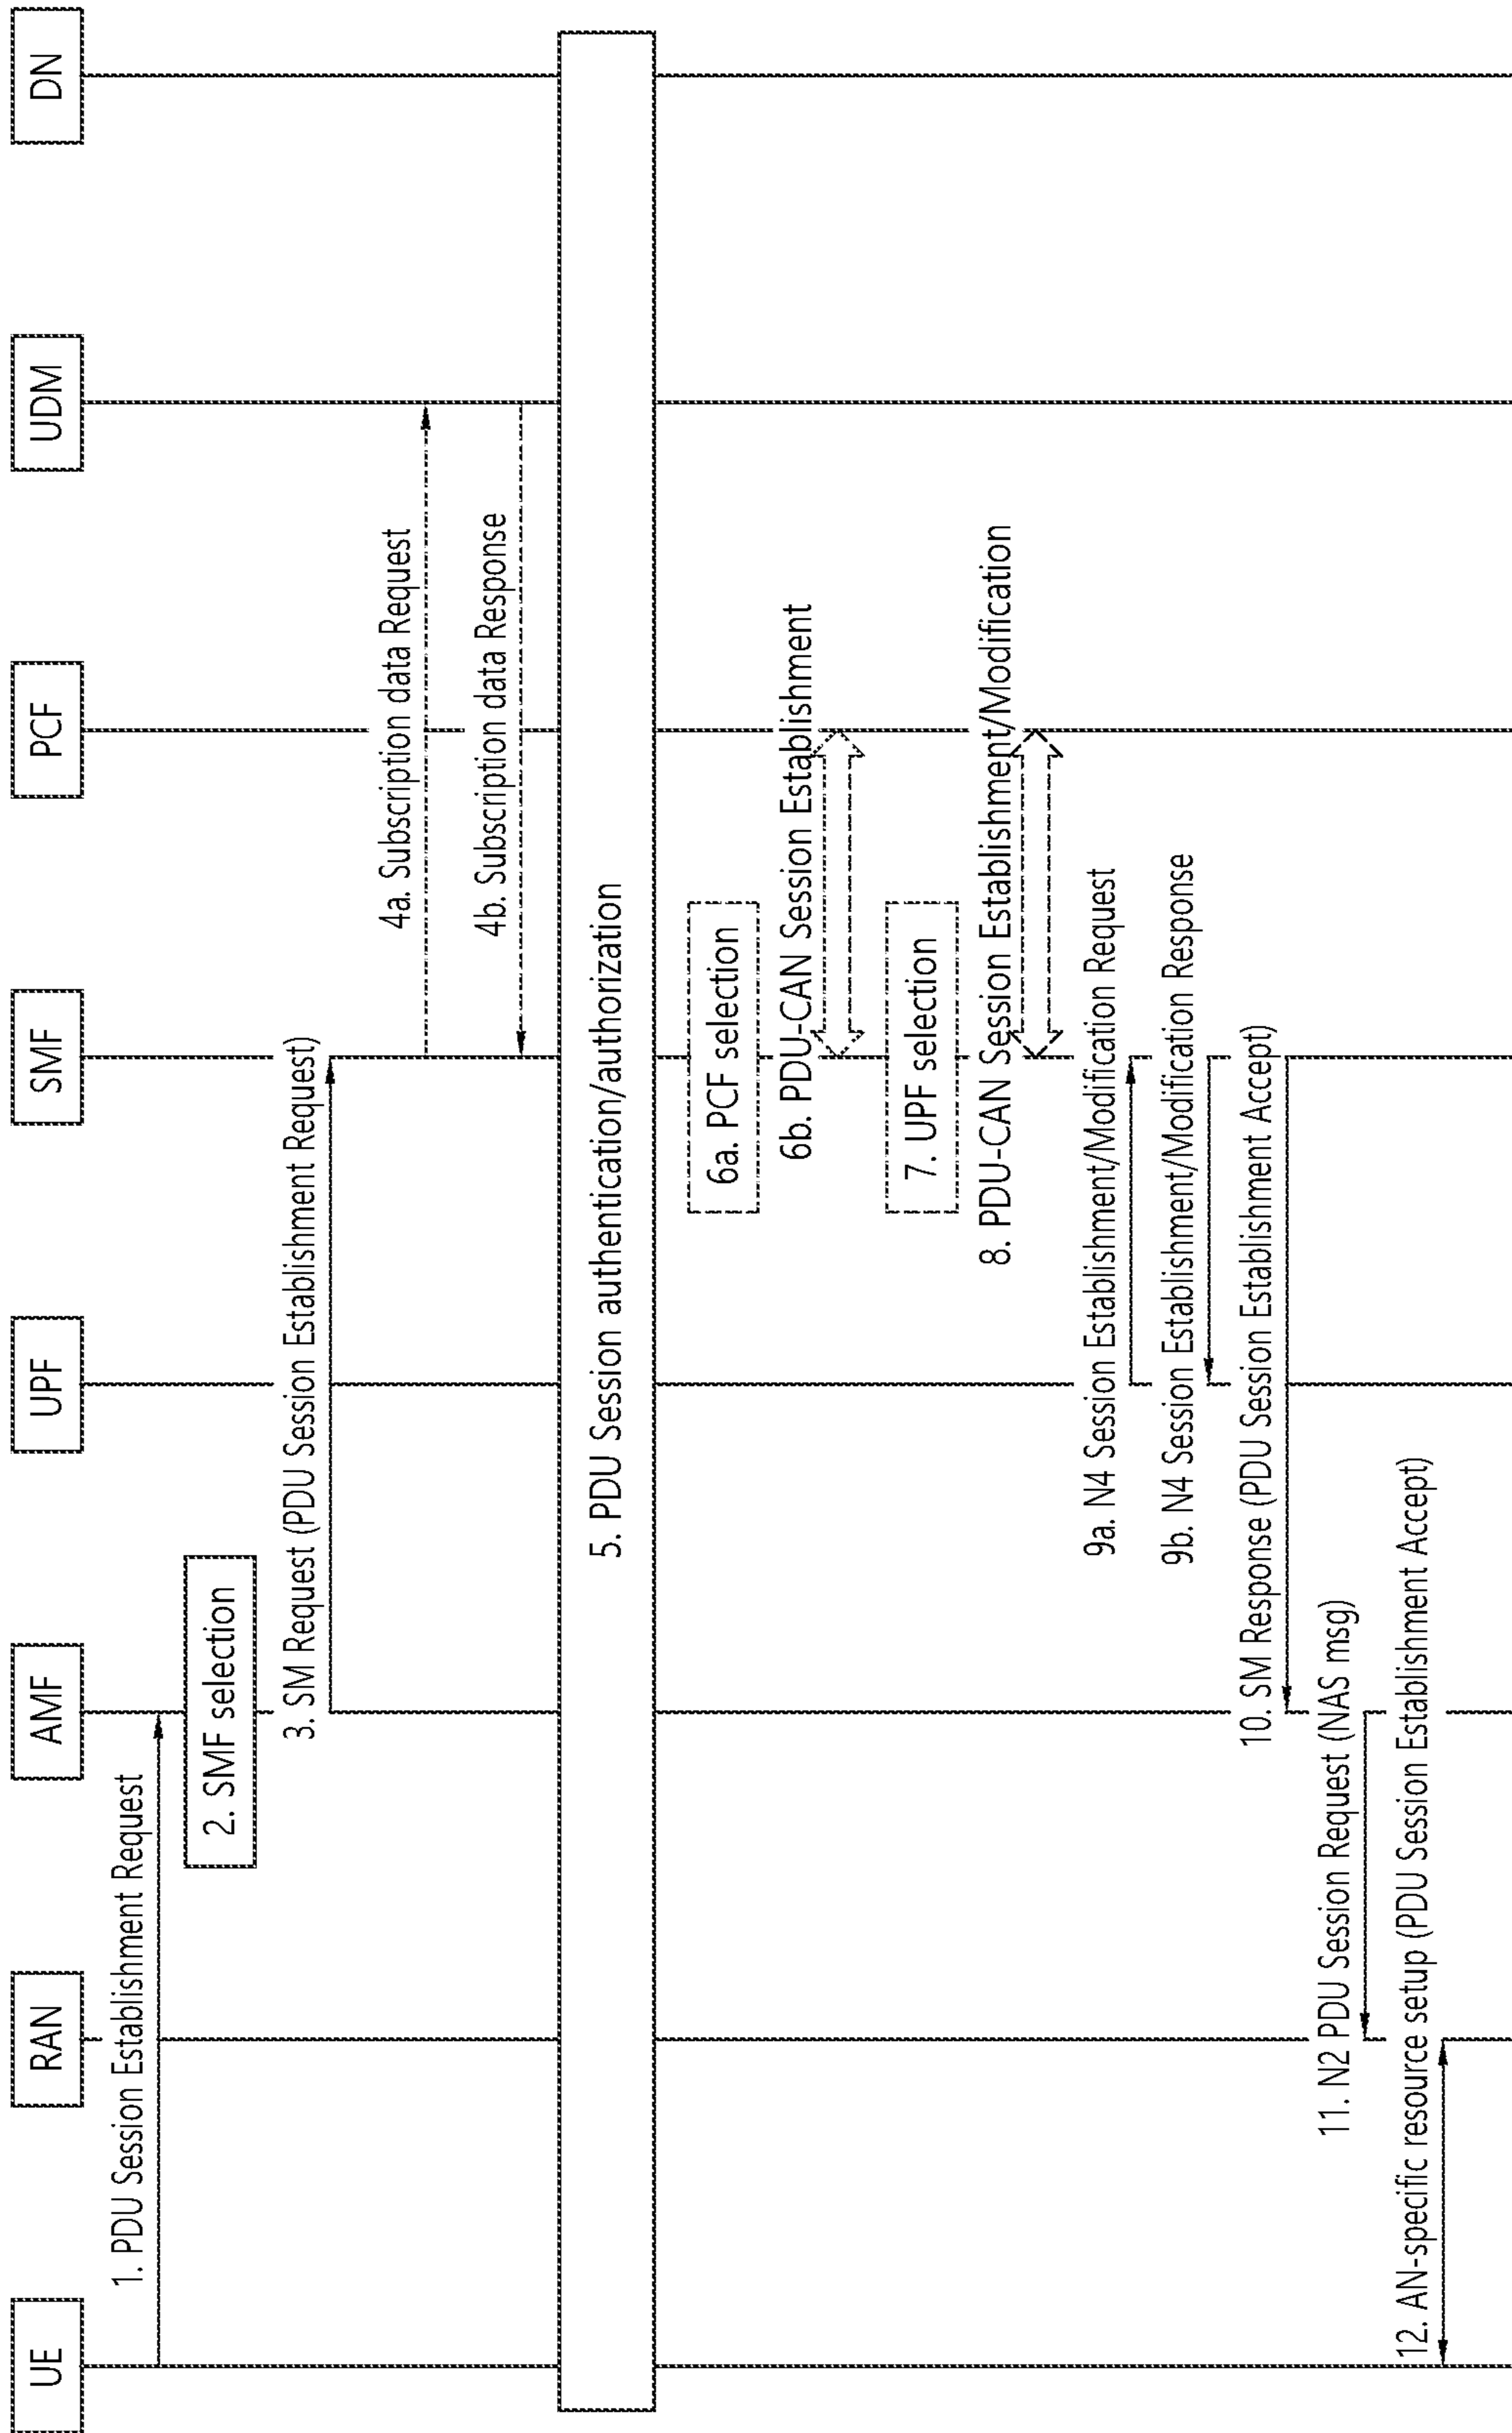 UE
RAN
AMF
UPF
SMF
PCF
UDM
DN
1. PDU Session Establishment Request
2. SMF selection
3. SM Request (PDU Session Establishment Request)
4a. Subscription data Request
4b. Subscription data Response
5. PDU Session authentication/authorization
6a. PCF selection
6b. PDU-CAN Session Establishment
7. UPF selection
8. PDU-CAN Session Establishment/Modification
9a. N4 Session Establishment/Modification Request
9b. N4 Session Establishment/Modification Response
10. SM Response (PDU Session Establishment Accept)
11. N2 PDU Session Request (NAS msg)
12. AN-specific resource setup (PDU Session Establishment Accept)